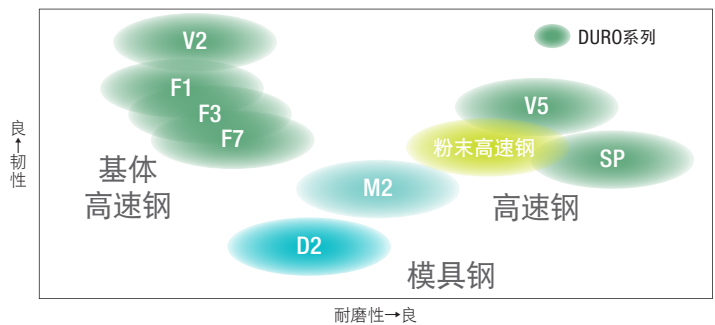 V2
DURO系列
F1
F3
F7
V5
粉末高速钢
SP
良→韧性
基体
高速钢
M2
高速钢
D2
模具钢
耐磨性→良